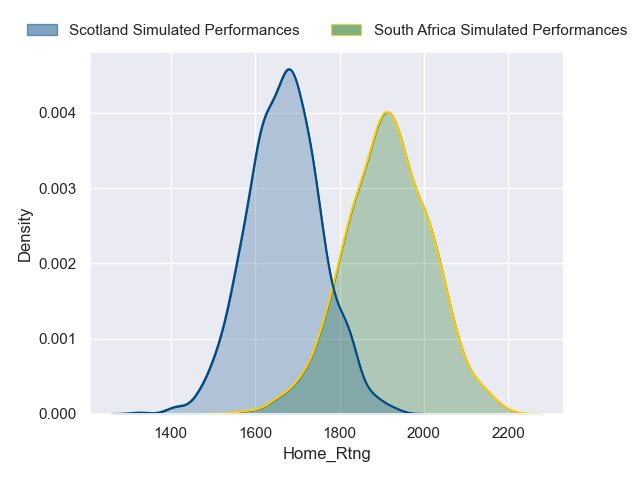 Scotland Simulated Performances South Africa Simulated Performances
0.004
0.003
0.002
0.001
0.000
Density
1400 1600 1800 2000 2200
Home_Rtng